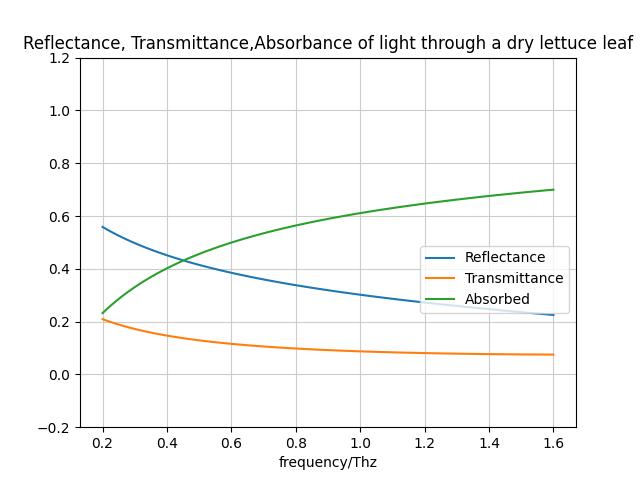 Reflectance, Transmittance,Absorbance of light through a dry lettuce leaf
1.2
1.0
0.8
0.6
0.4
0.2
0.0
−0.2
Reflectance
Transmittance
Absorbed
0.2 0.4 0.6 0.8 1.0 1.2 1.4 1.6
frequency/Thz